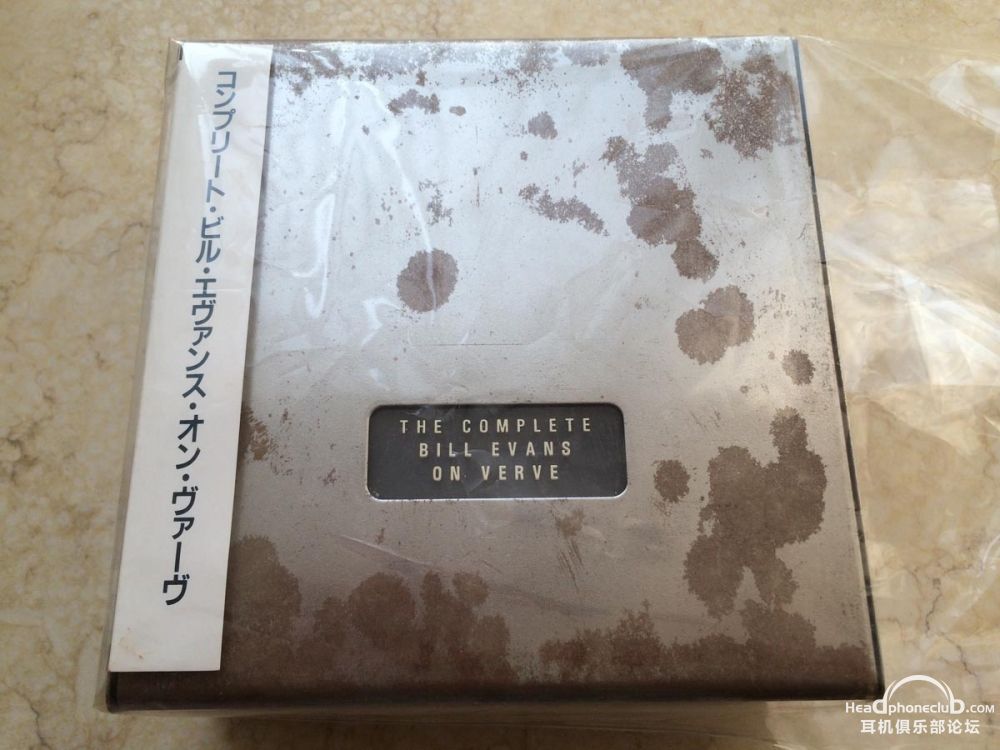 コンプリート・ビル・エヴァンス・オン・ヴァーヴ
THE COMPLETE
BILL EVANS
ON VERVE
HeadphoneclUb.COM
耳机俱乐部论坛